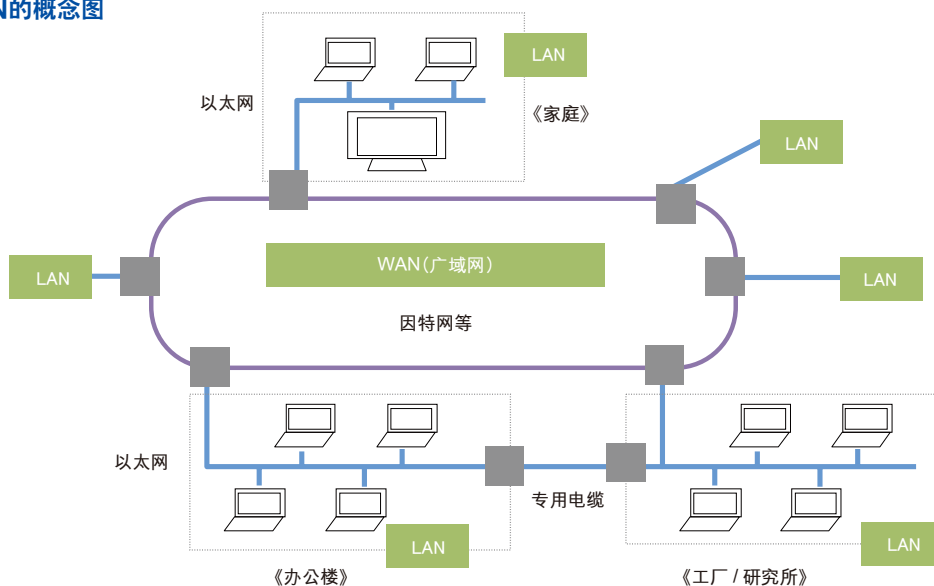 N的概念图
LAN
以太网
《家庭》
LAN
WAN(广域网)
LAN
LAN
因特网等
以太网
专用电缆
LAN
LAN
《办公楼》
《工厂 / 研究所》